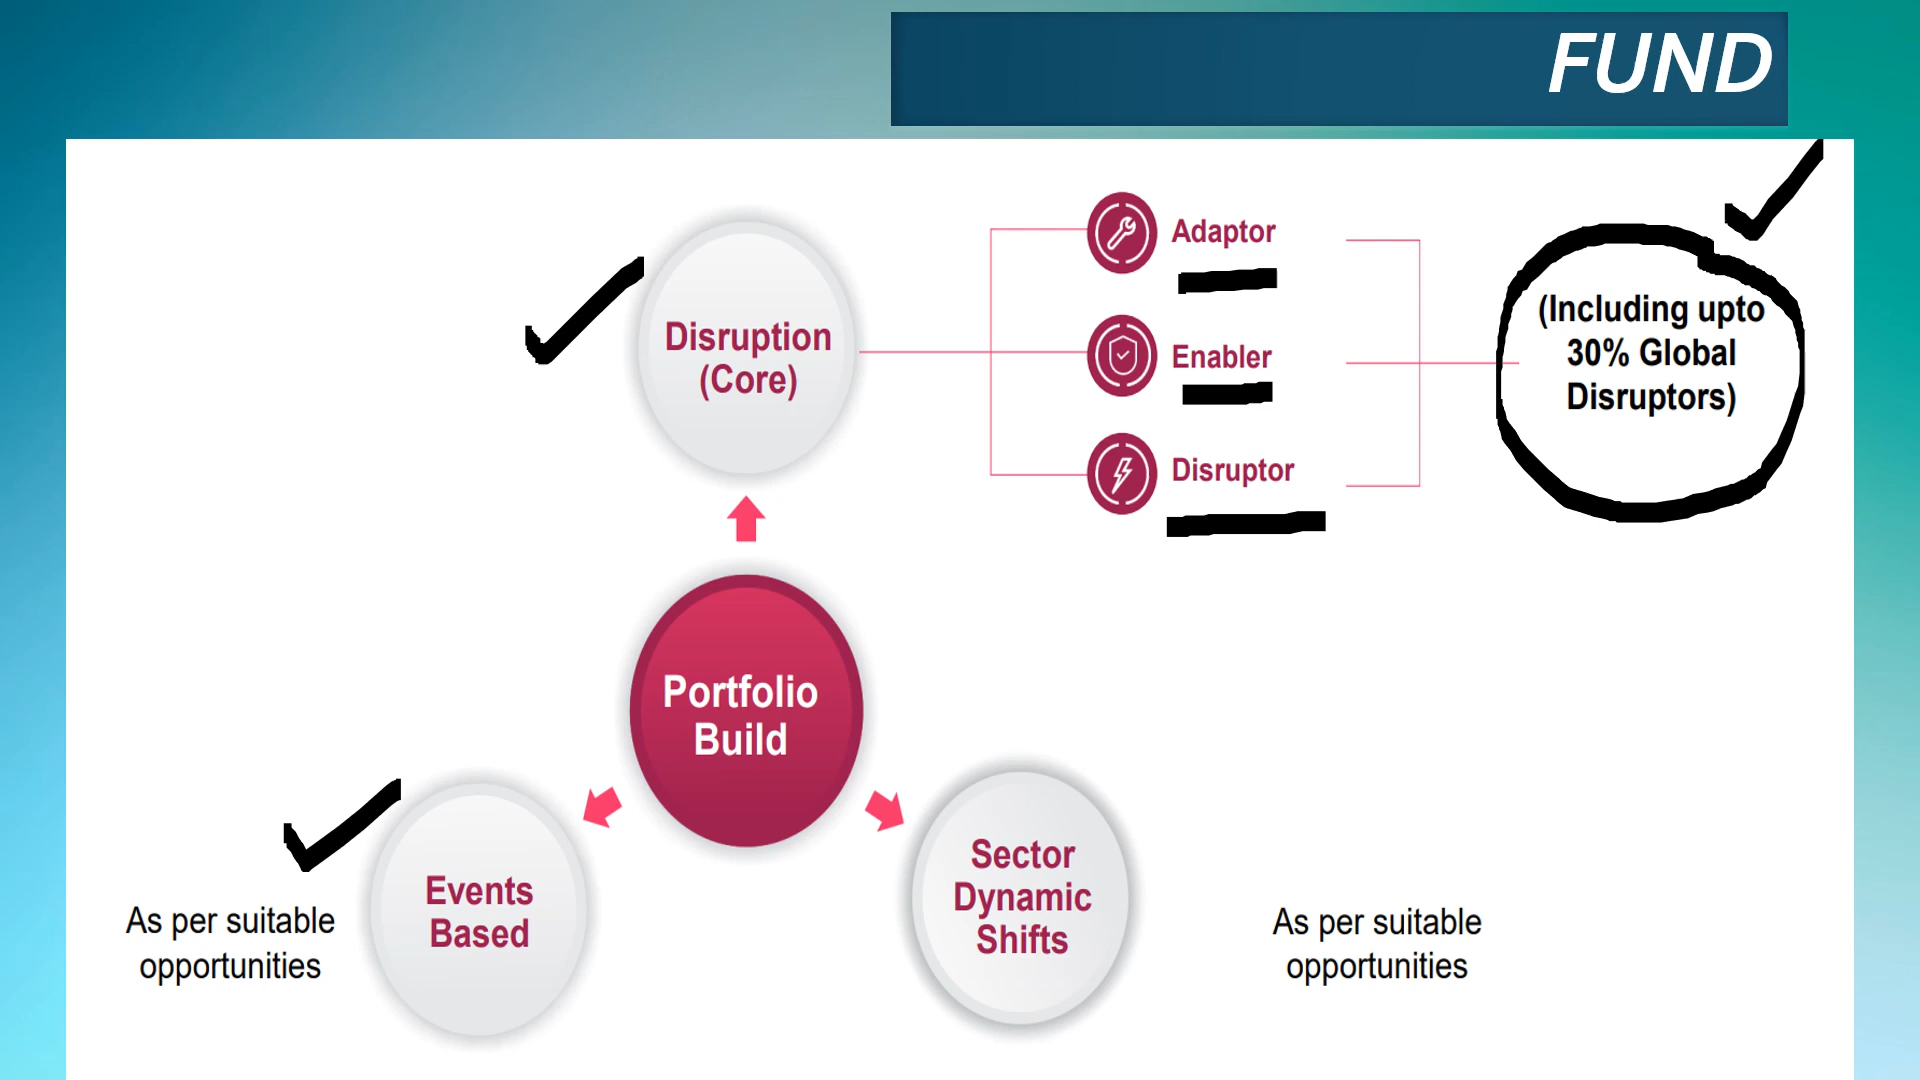 FUND
Disruption
(Core)
Adaptor
Enabler
Disruptor
(Including upto
30% Global
Disruptors)
Portfolio
Build
Events
Based
As per suitable
opportunities
Sector
Dynamic
Shifts
As per suitable
opportunities